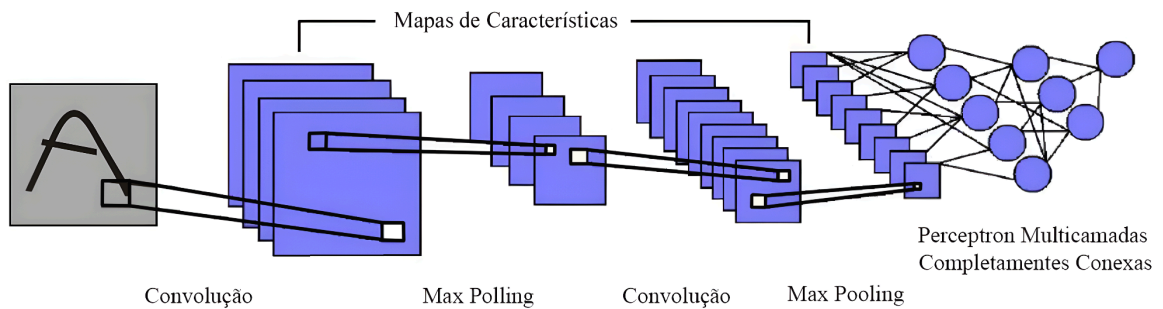 Mapas de Características
Perceptron Multicamadas
Completamentes Conexas
Convolução
Max Polling
Convolução
Max Pooling